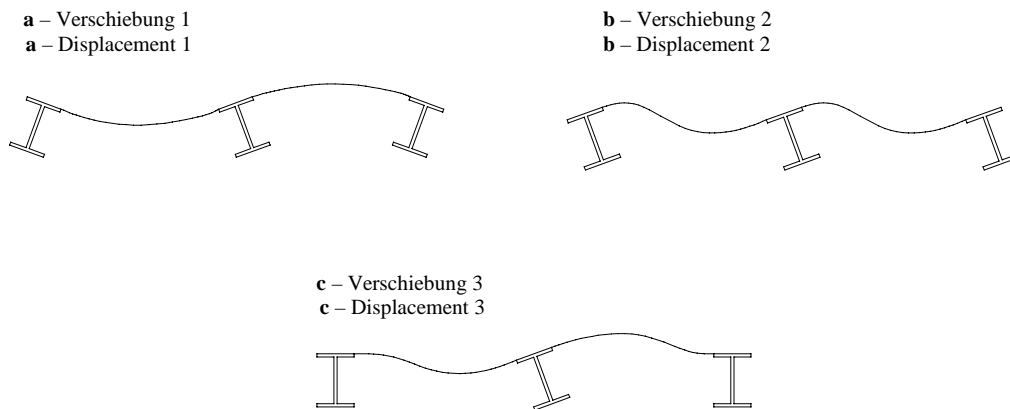 a – Verschiebung 1
a – Displacement 1
b – Verschiebung 2
b – Displacement 2
c – Verschiebung 3
c – Displacement 3